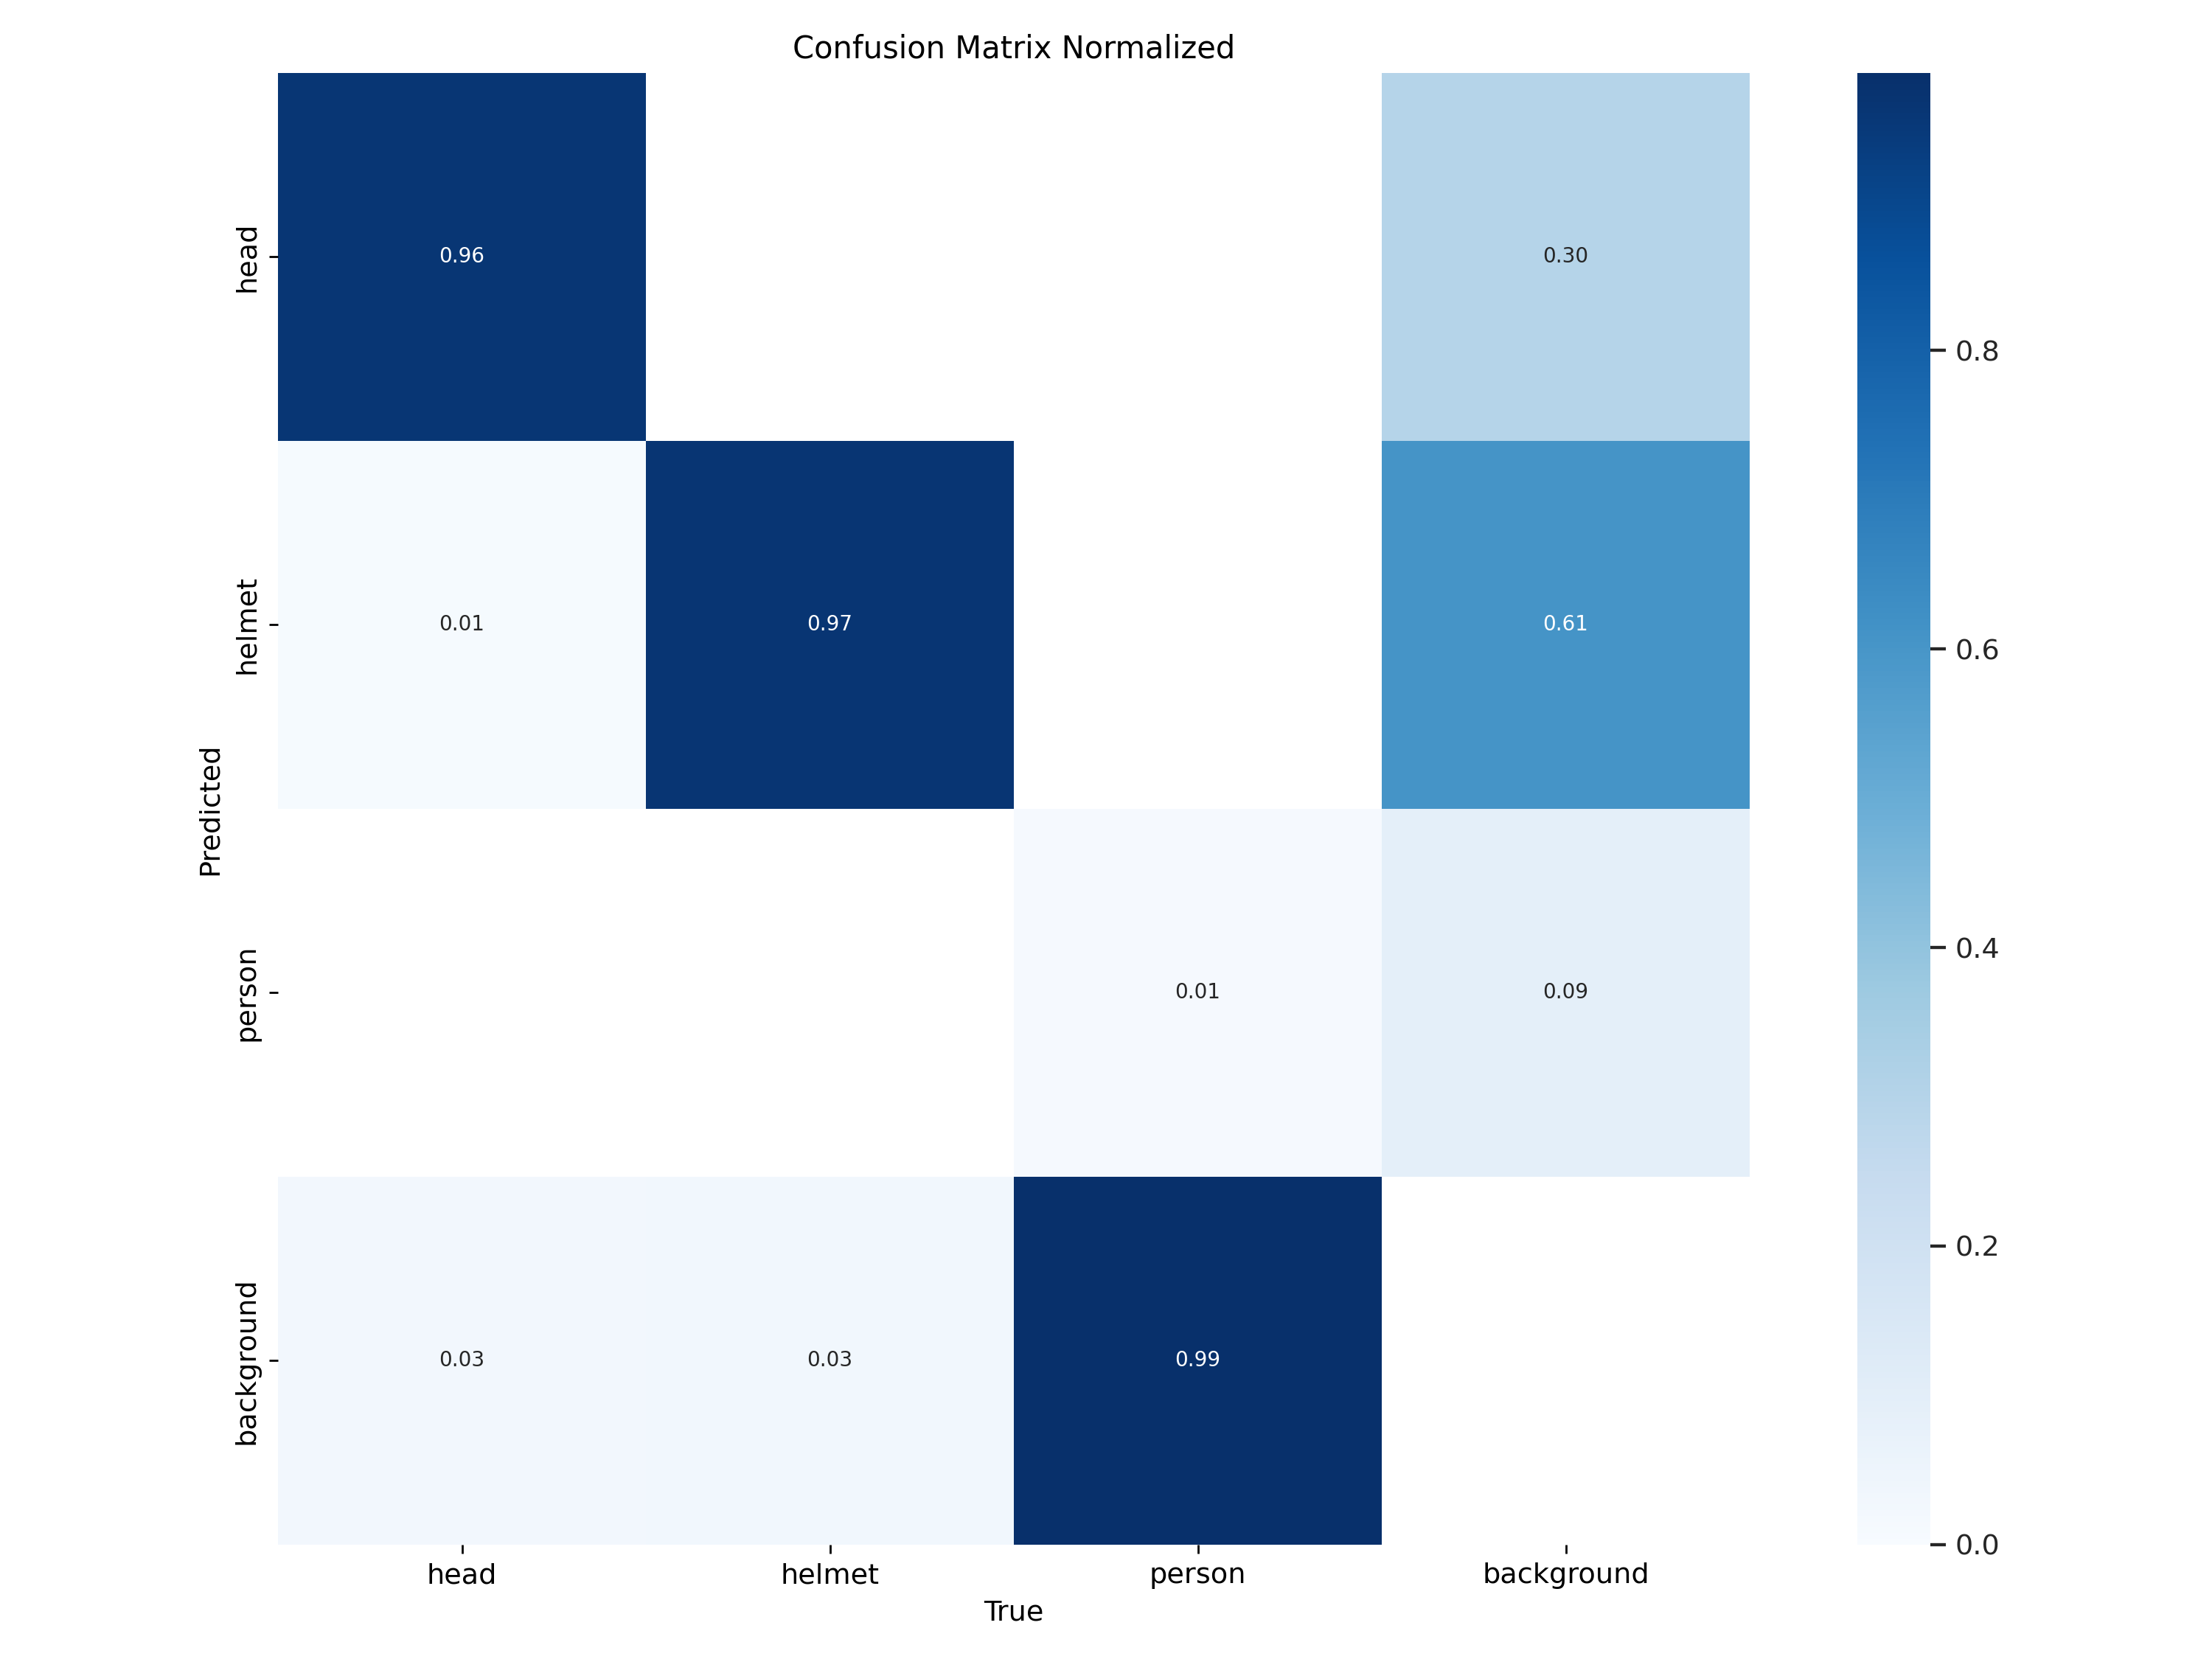 Confusion Matrix Normalized
head
0.96
0.30
0.8
helmet
0.01
0.97
0.61
0.6
Predicted
person
0.01
0.09
0.4
background
0.03
0.03
0.99
0.2
0.0
head
helmet
person
background
True